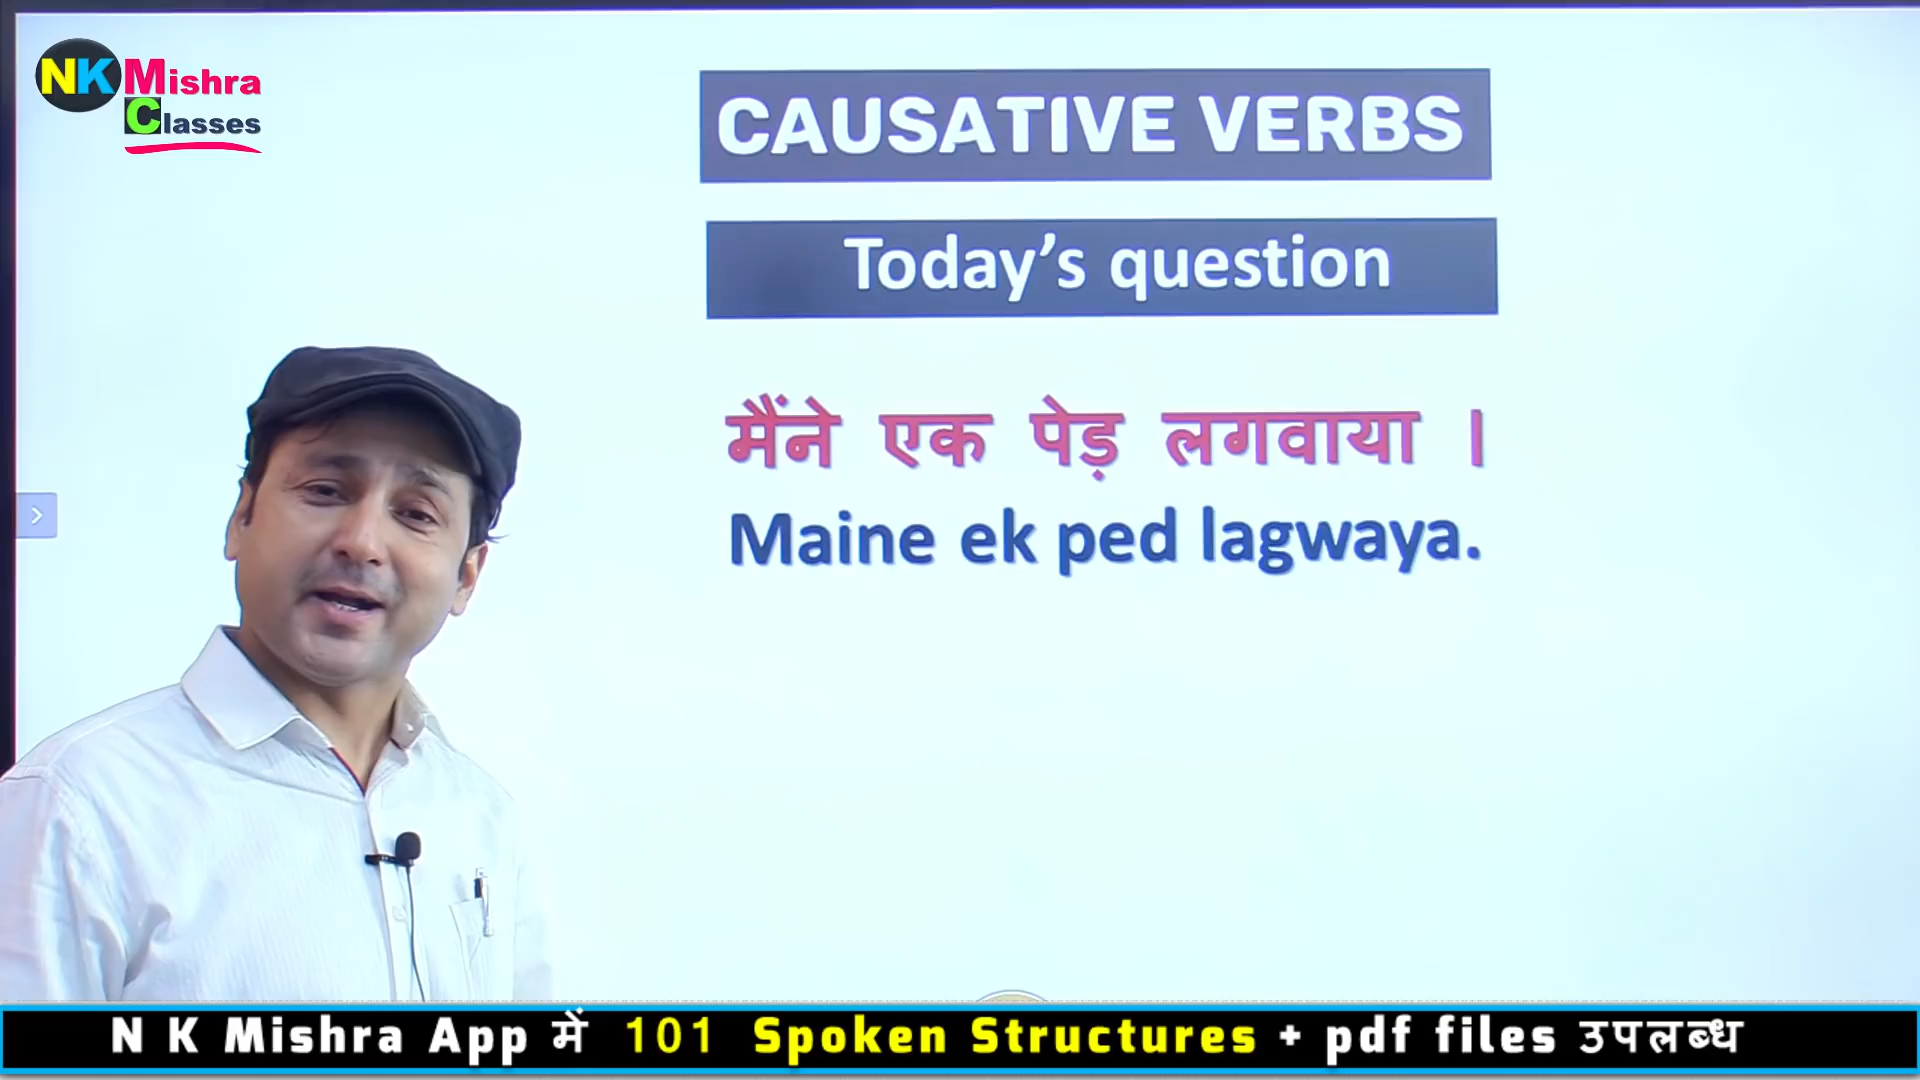 NK Mishra
Classes
CAUSATIVE VERBS
Today's question
मैंने एक पेड़ लगवाया ।
Maine ek ped lagwaya.
N K Mishra App में 101 Spoken Structures + pdf files उपलब्ध